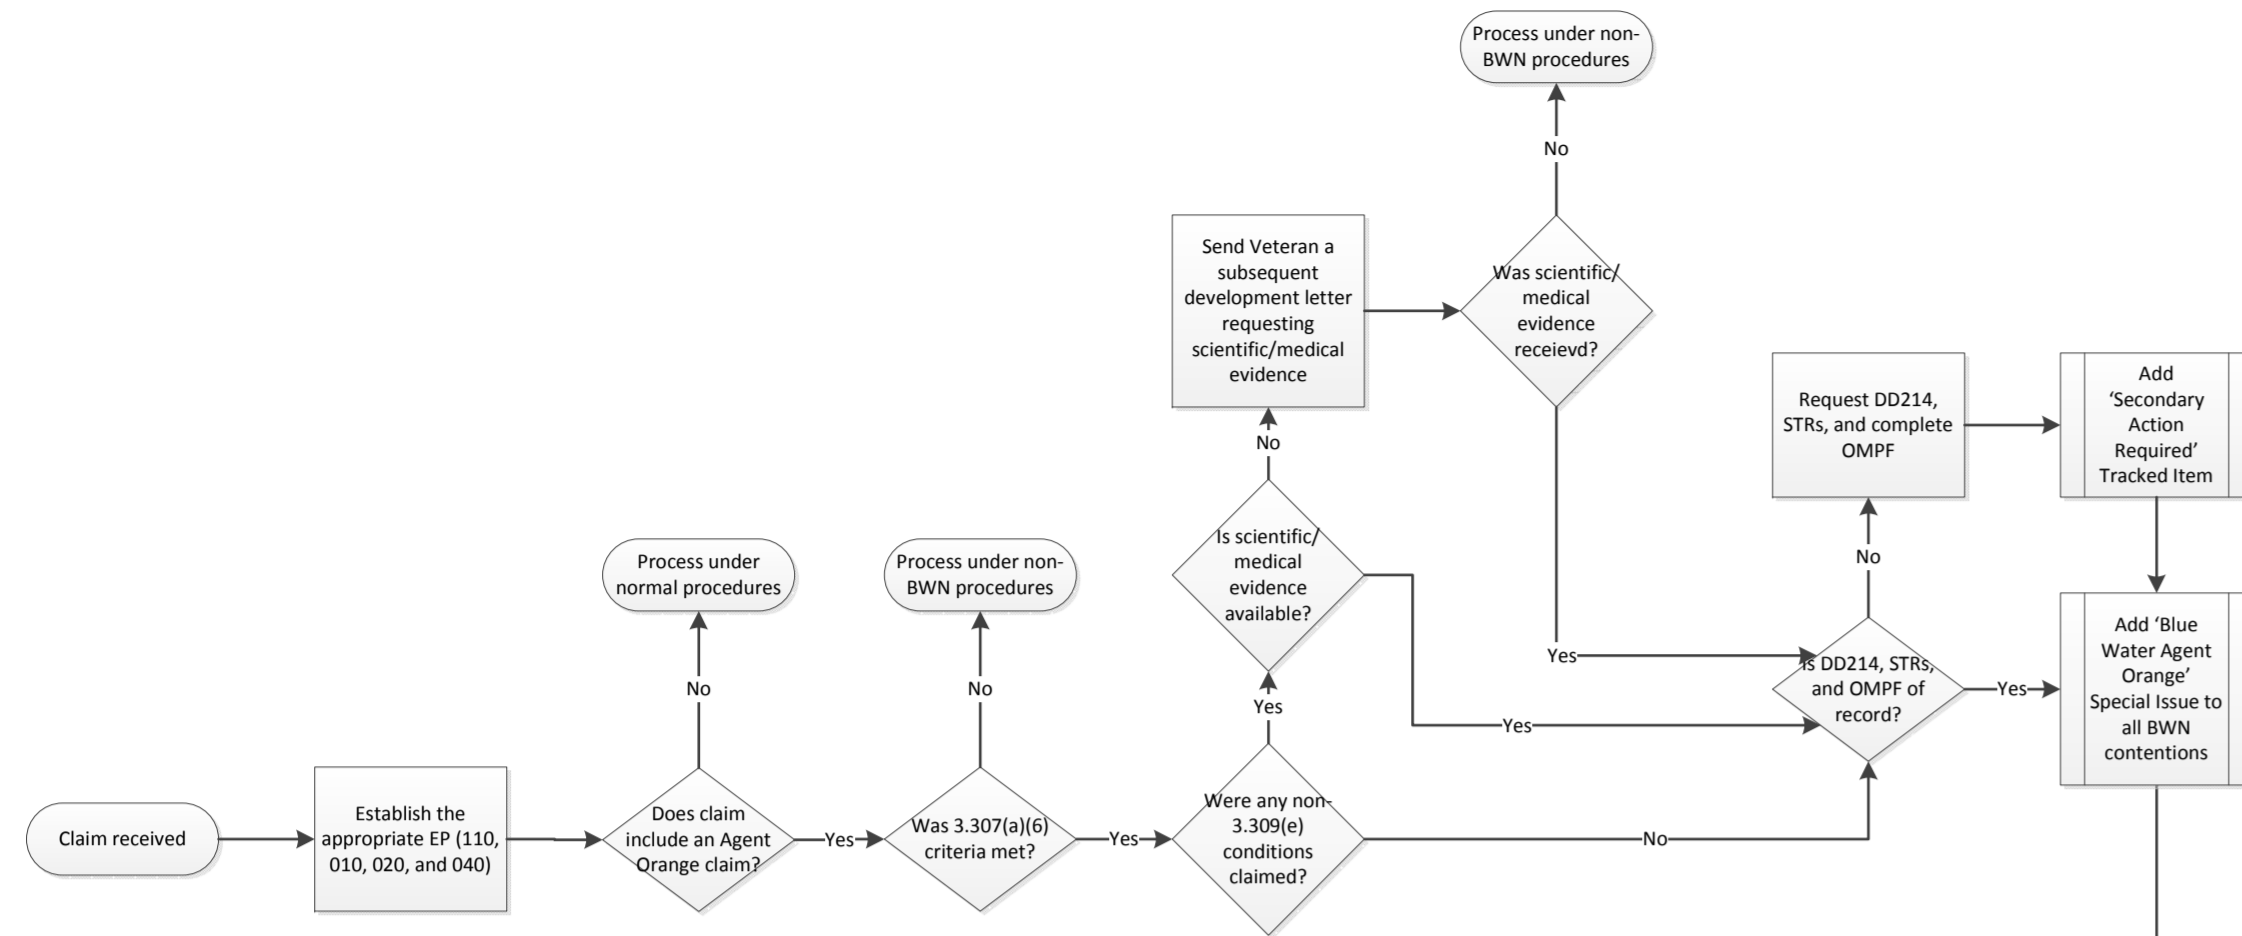 Process under non-
BWN procedures
No
Send Veteran a
subsequent
development letter
requesting
scientific/medical
evidence
Was scientific/
medical
evidence
receievd?
No
Yes
Request DD214,
STRs, and complete
OMPF
Add
‘Secondary
Action
Required’
Tracked Item
Is scientific/
medical
evidence
available?
Yes
No
Process under
normal procedures
Process under non-
BWN procedures
No
No
Yes
Is DD214, STRs,
and OMPF of
record?
Yes
Add ‘Blue
Water Agent
Orange’
Special Issue to
all BWN
contentions
Claim received
Establish the
appropriate EP (110,
010, 020, and 040)
Does claim
include an Agent
Orange claim?
Yes
Was 3.307(a)(6)
criteria met?
Yes
Were any non-
3.309(e)
conditions
claimed?
No